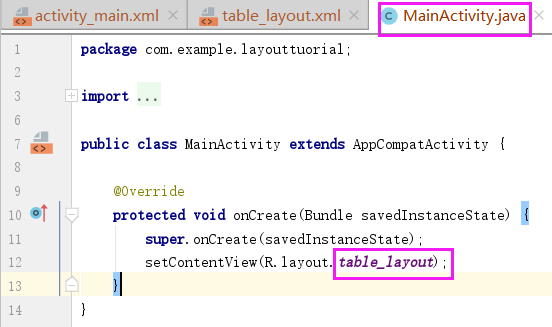 activity_main.xml table_layout.xml MainActivity.java
1 package com.example.layouttuorial;
2
3 import ...
6
7 public class MainActivity extends AppCompatActivity {
8
9 @Override
10 protected void onCreate(Bundle savedInstanceState) {
11 super.onCreate(savedInstanceState);
12 setContentView(R.layout.table_layout);
13 }
14 }